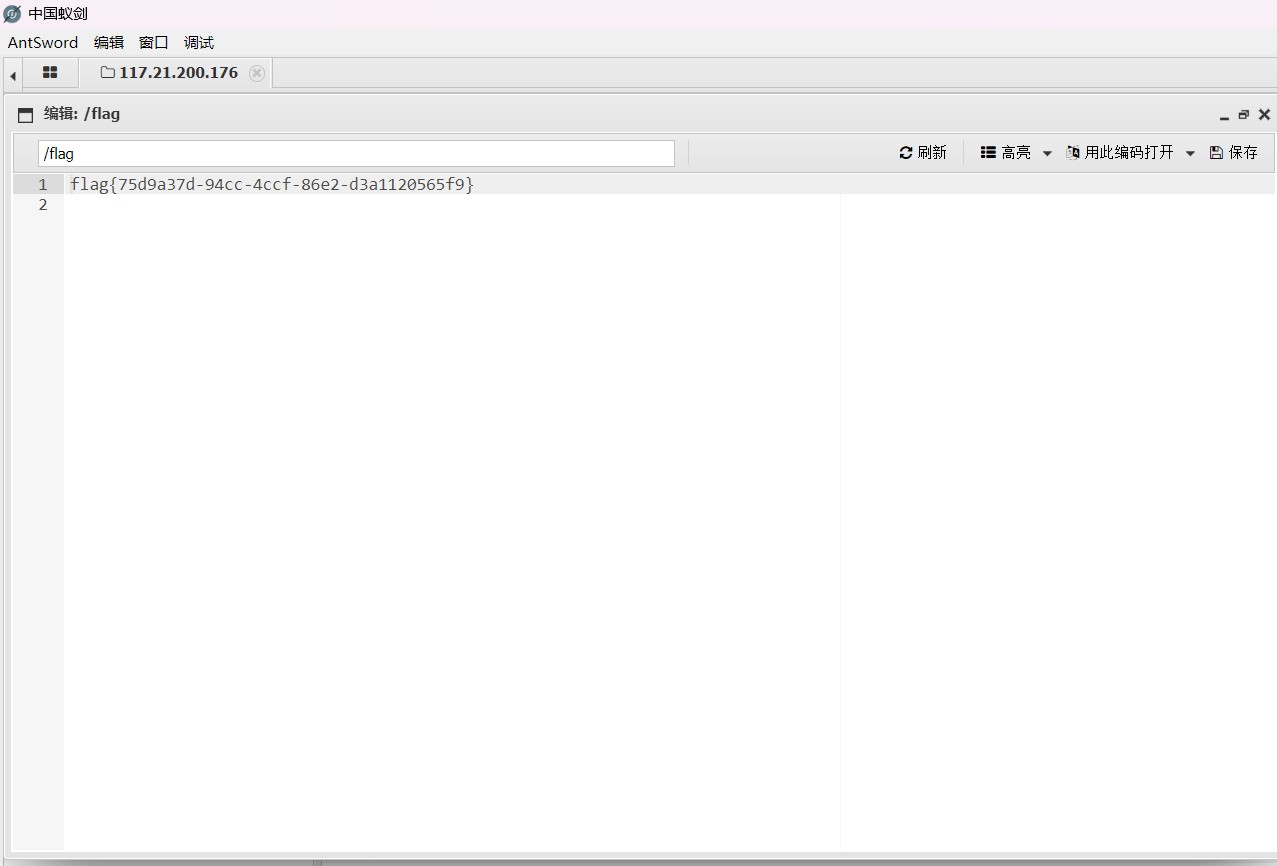 中国蚁剑
AntSword 编辑 窗口 调试
117.21.200.176
编辑: /flag
/flag 刷新 高亮 用此编码打开 保存
1 flag{75d9a37d-94cc-4ccf-86e2-d3a1120565f9}
2